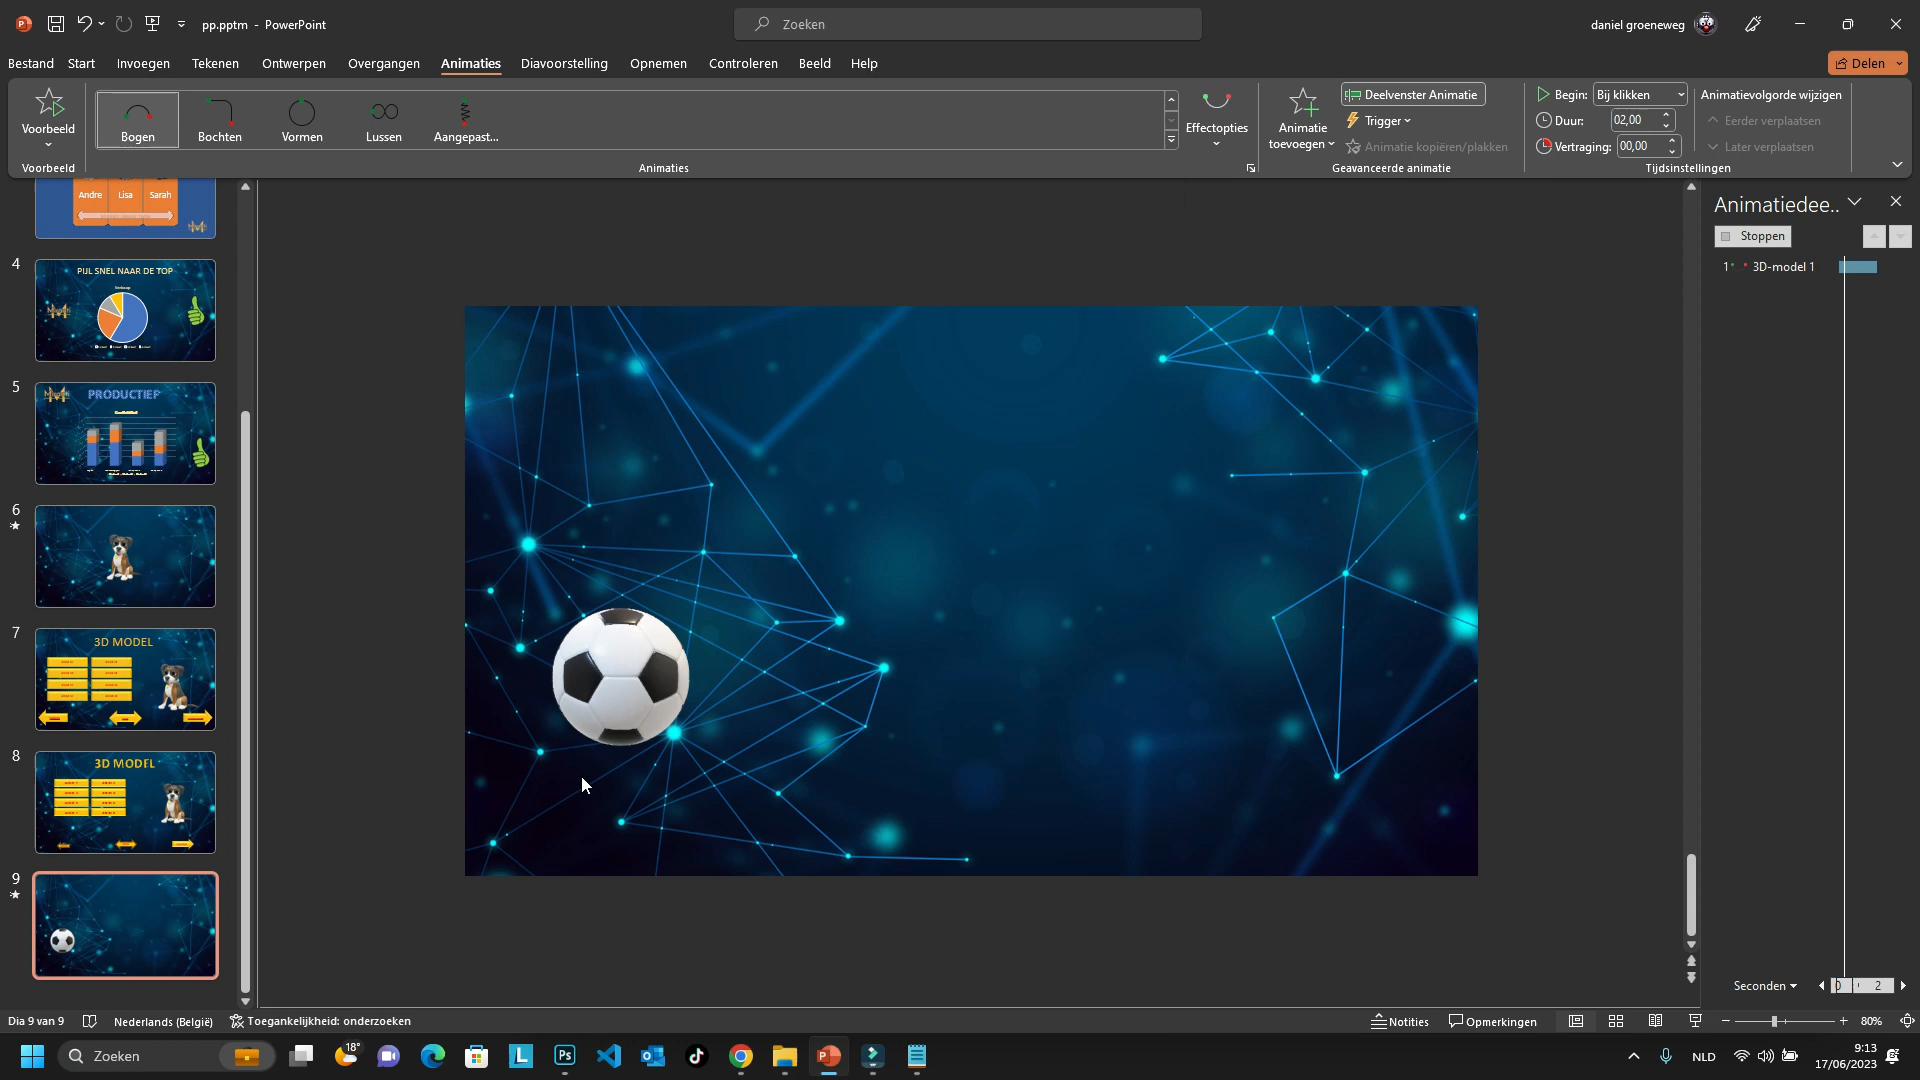 pp.pptm - PowerPoint
Zoeken
daniel groeneweg
Bestand Start Invoegen Tekenen Ontwerpen Overgangen Animaties Diavoorstelling Opnemen Controleren Beeld Help
Delen
Voorbeeld
Bogen
Bochten
Vormen
Lussen
Aangepast...
Effectopties
Animatie toevoegen
Deelvenster Animatie
Trigger
Animatie kopiëren/plakken
Begin: Bij klikken
Duur: 02,00
Vertraging: 00,00
Animatievolgorde wijzigen
Eerder verplaatsen
Later verplaatsen
Voorbeeld
Animaties
Geavanceerde animatie
Tijdsinstellingen
Andre Lisa Sarah
4
PIJL SNEL NAAR DE TOP
5
PRODUCTIEF
6
7
3D MODEL
8
3D MODEL
9
Animatiedee..
Stoppen
1 3D-model 1
Seconden
0 2
Dia 9 van 9
Nederlands (België)
Toegankelijkheid: onderzoeken
Notities
Opmerkingen
80%
Zoeken
18°
L
Ps
NLD
9:13
17/06/2023